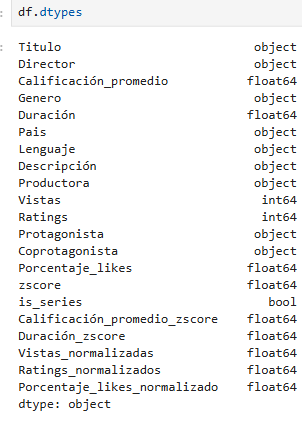 df.dtypes
Titulo object
Director object
Calificación_promedio float64
Genero object
Duración float64
Pais object
Lenguaje object
Descripción object
Productora object
Vistas int64
Ratings int64
Protagonista object
Coprotagonista object
Porcentaje_likes float64
zscore float64
is_series bool
Calificación_promedio_zscore float64
Duración_zscore float64
Vistas_normalizadas float64
Ratings_normalizados float64
Porcentaje_likes_normalizado float64
dtype: object